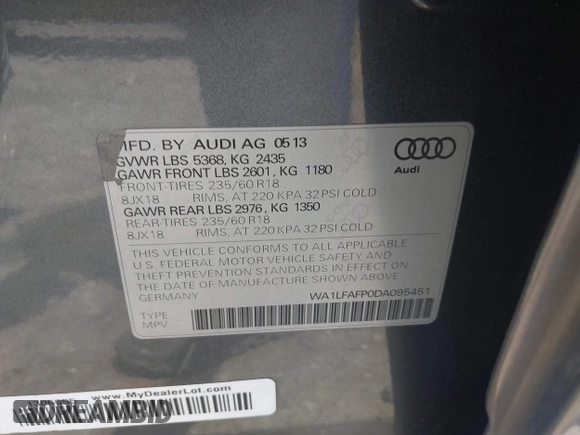 MFD. BY AUDI AG 05 13
GVWR LBS 5368, KG 2435
GAWR FRONT LBS 2601, KG 1180
FRONT-TIRES 235/60 R18
8JX18 RIMS, AT 220 KPA 32 PSI COLD
GAWR REAR LBS 2976, KG 1350
REAR-TIRES 235/60 R18
8JX18 RIMS, AT 220 KPA 32 PSI COLD
Audi
THIS VEHICLE CONFORMS TO ALL APPLICABLE
U.S. FEDERAL MOTOR VEHICLE SAFETY AND
THEFT PREVENTION STANDARDS IN EFFECT ON
THE DATE OF MANUFACTURE SHOWN ABOVE
GERMANY WA1LFAFP0DA095451
TYPE
MPV
www.MyDealerLot.com
DREAMBID